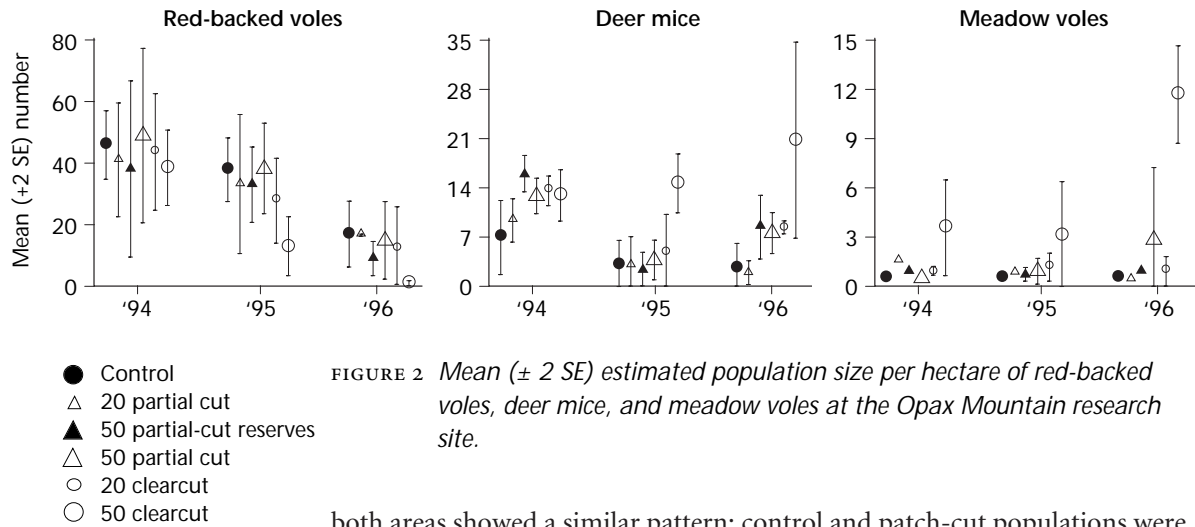 Red-backed voles
Deer mice
Meadow voles
Mean (+2 SE) number
80
60
40
20
0
'94
'95
'96
35
28
21
14
7
0
'94
'95
'96
15
12
9
6
3
0
'94
'95
'96
Control
20 partial cut
50 partial-cut reserves
50 partial cut
20 clearcut
50 clearcut
FIGURE 2 Mean (± 2 SE) estimated population size per hectare of red-backed
voles, deer mice, and meadow voles at the Opax Mountain research
site.
both areas showed a similar pattern: control and patch-cut populations were